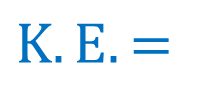 K. E. =